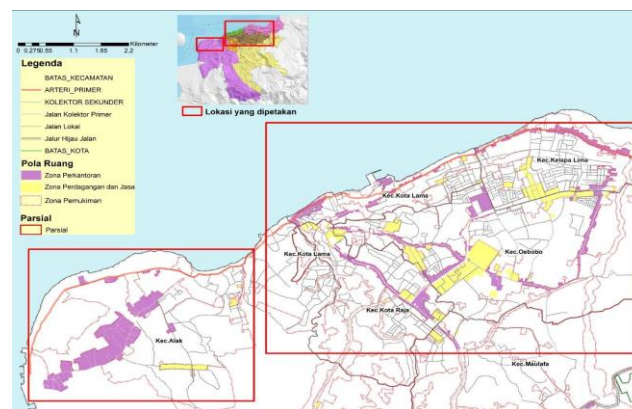 N
0 0.275 0.55 1.1 1.65 2.2
Kilometer
Legenda
BATAS_KECAMATAN
ARTERI_PRIMER
KOLEKTOR SEKUNDER
Jalan Kolektor Primer
Jalan Lokal
Jalur Hijau Jalan
BATAS_KOTA
Pola Ruang
Zona Perkantoran
Zona Perdagangan dan Jasa
Zona Pemukiman
Parsial
Parsial
Lokasi yang dipetakan
Kec.Kelapa Lima
Kec.Kota Lama
Kec.Kota Lama
Kec.Oebobo
Kec.Kota Raja
Kec.Alak
Kec.Maulafa